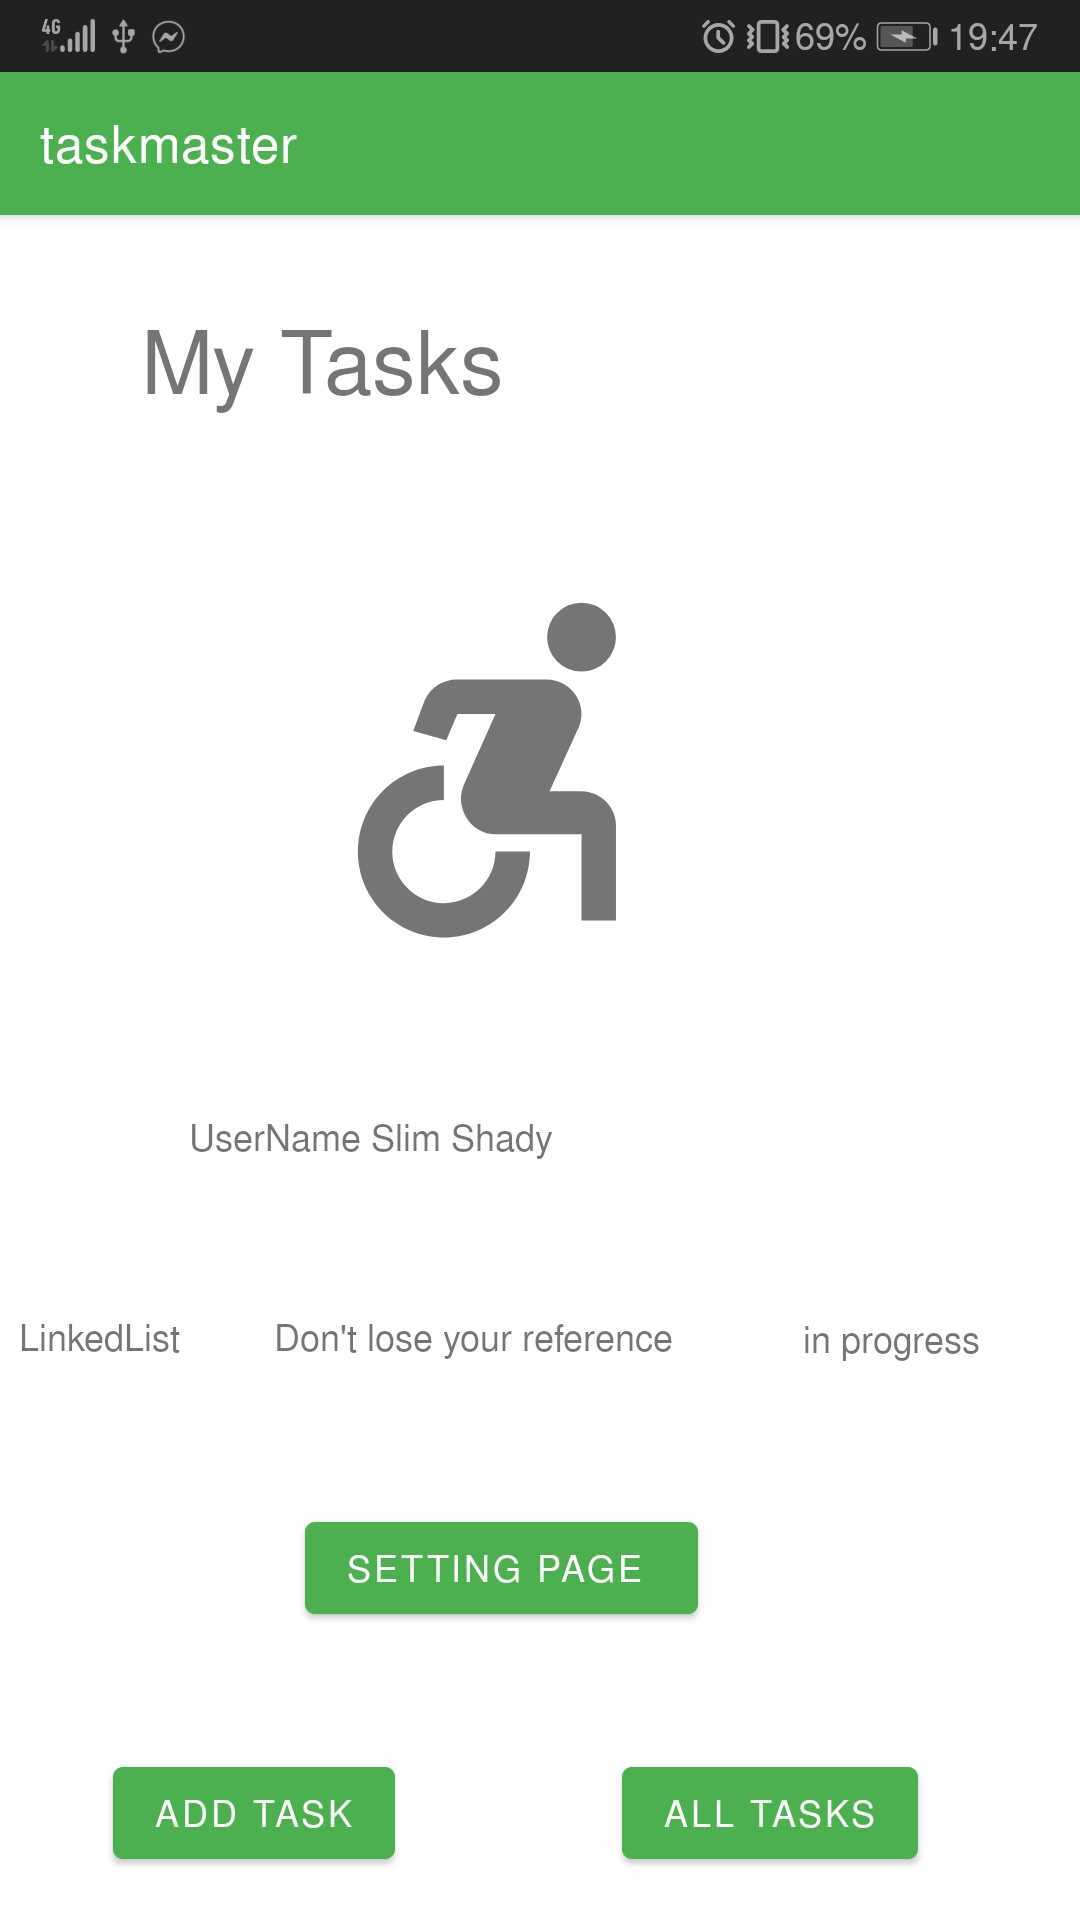 4G 69% 19:47
taskmaster
My Tasks
UserName Slim Shady
LinkedList Don't lose your reference in progress
SETTING PAGE
ADD TASK ALL TASKS